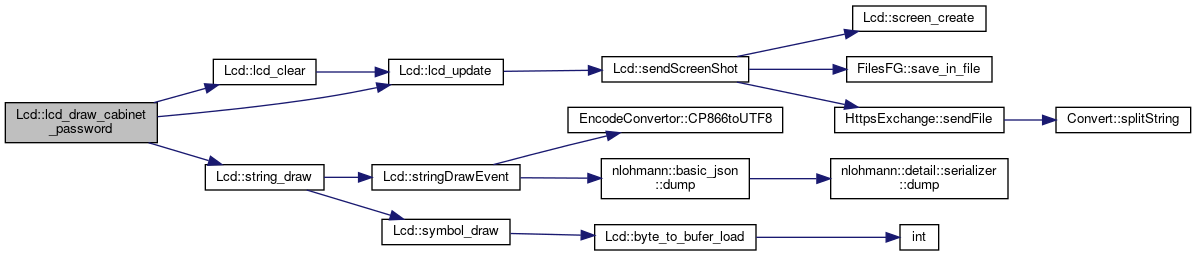 Lcd::lcd_draw_cabinet
_password
Lcd::lcd_clear
Lcd::lcd_update
Lcd::sendScreenShot
Lcd::screen_create
FilesFG::save_in_file
HttpsExchange::sendFile
Convert::splitString
Lcd::string_draw
Lcd::stringDrawEvent
EncodeConvertor::CP866toUTF8
nlohmann::basic_json
::dump
nlohmann::detail::serializer
::dump
Lcd::symbol_draw
Lcd::byte_to_bufer_load
int